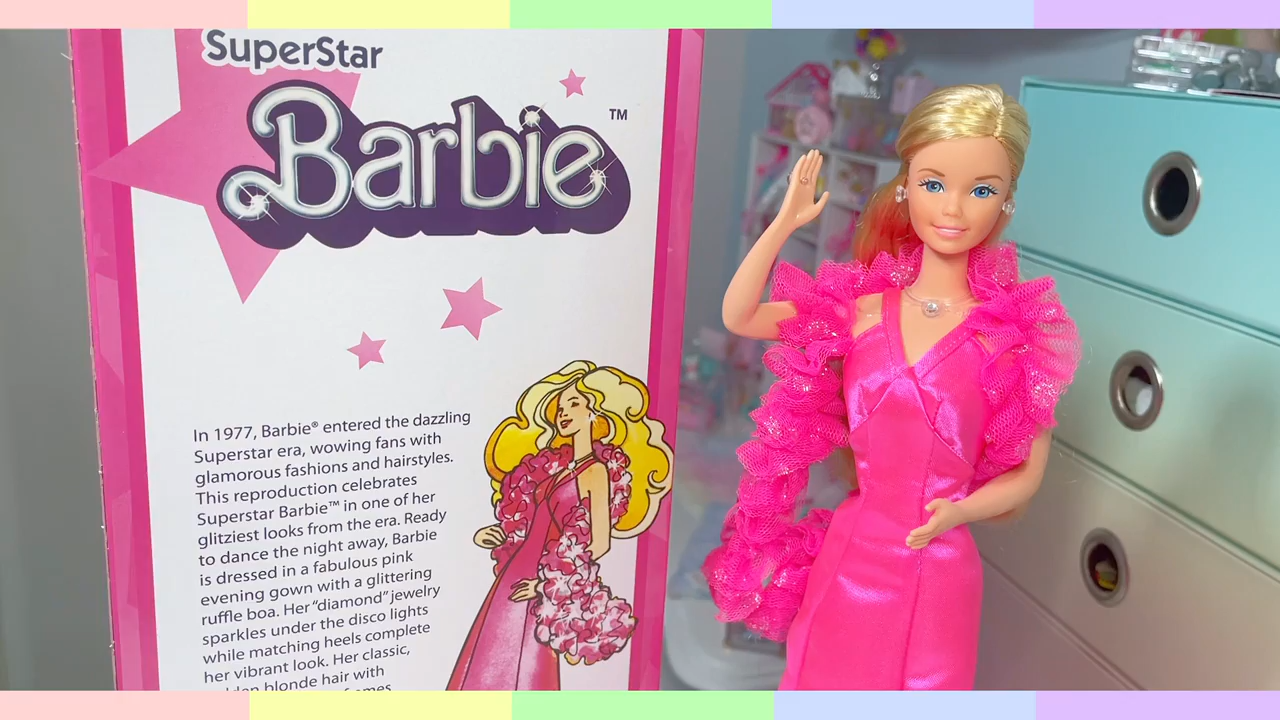 SuperStar
Barbie™
In 1977, Barbie® entered the dazzling
Superstar era, wowing fans with
glamorous fashions and hairstyles.
This reproduction celebrates
Superstar Barbie™ in one of her
glitziest looks from the era. Ready
to dance the night away, Barbie
is dressed in a fabulous pink
evening gown with a glittering
ruffle boa. Her “diamond” jewelry
sparkles under the disco lights
while matching heels complete
her vibrant look. Her classic,
blonde hair with